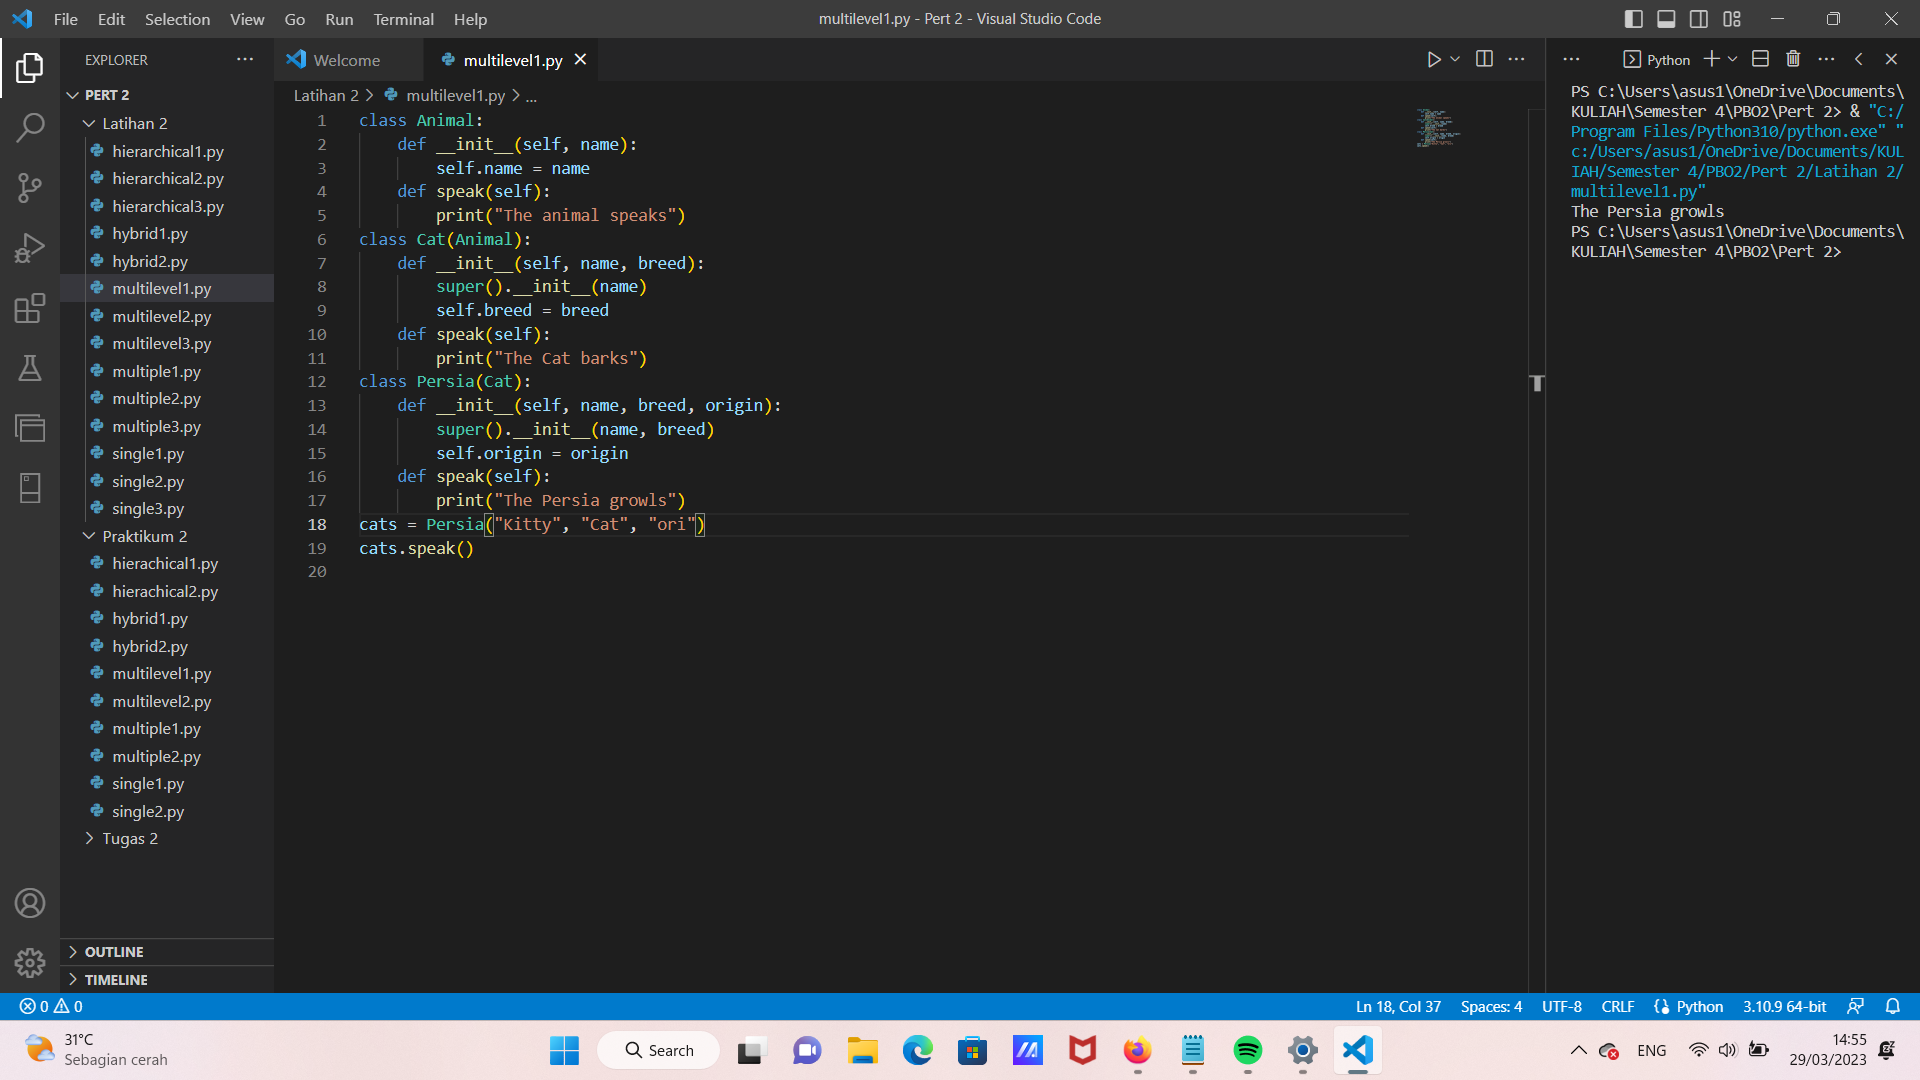 File Edit Selection View Go Run Terminal Help
multilevel1.py - Pert 2 - Visual Studio Code
EXPLORER
PERT 2
Latihan 2
hierarchical1.py
hierarchical2.py
hierarchical3.py
hybrid1.py
hybrid2.py
multilevel1.py
multilevel2.py
multilevel3.py
multiple1.py
multiple2.py
multiple3.py
single1.py
single2.py
single3.py
Praktikum 2
hierachical1.py
hierachical2.py
hybrid1.py
hybrid2.py
multilevel1.py
multilevel2.py
multiple1.py
multiple2.py
single1.py
single2.py
Tugas 2
OUTLINE
TIMELINE
Welcome
multilevel1.py
Latihan 2 > multilevel1.py > ...
1 class Animal:
2     def __init__(self, name):
3         self.name = name
4     def speak(self):
5         print("The animal speaks")
6 class Cat(Animal):
7     def __init__(self, name, breed):
8         super().__init__(name)
9         self.breed = breed
10     def speak(self):
11         print("The Cat barks")
12 class Persia(Cat):
13     def __init__(self, name, breed, origin):
14         super().__init__(name, breed)
15         self.origin = origin
16     def speak(self):
17         print("The Persia growls")
18 cats = Persia("Kitty", "Cat", "ori")
19 cats.speak()
20
Python
PS C:\Users\asus1\OneDrive\Documents\
KULIAH\Semester 4\PBO2\Pert 2> & "C:/
Program Files/Python310/python.exe" "
c:/Users/asus1/OneDrive/Documents/KUL
IAH/Semester 4/PBO2/Pert 2/Latihan 2/
multilevel1.py"
The Persia growls
PS C:\Users\asus1\OneDrive\Documents\
KULIAH\Semester 4\PBO2\Pert 2>
0 0
Ln 18, Col 37 Spaces: 4 UTF-8 CRLF Python 3.10.9 64-bit
31°C
Sebagian cerah
Search
ENG
14:55
29/03/2023